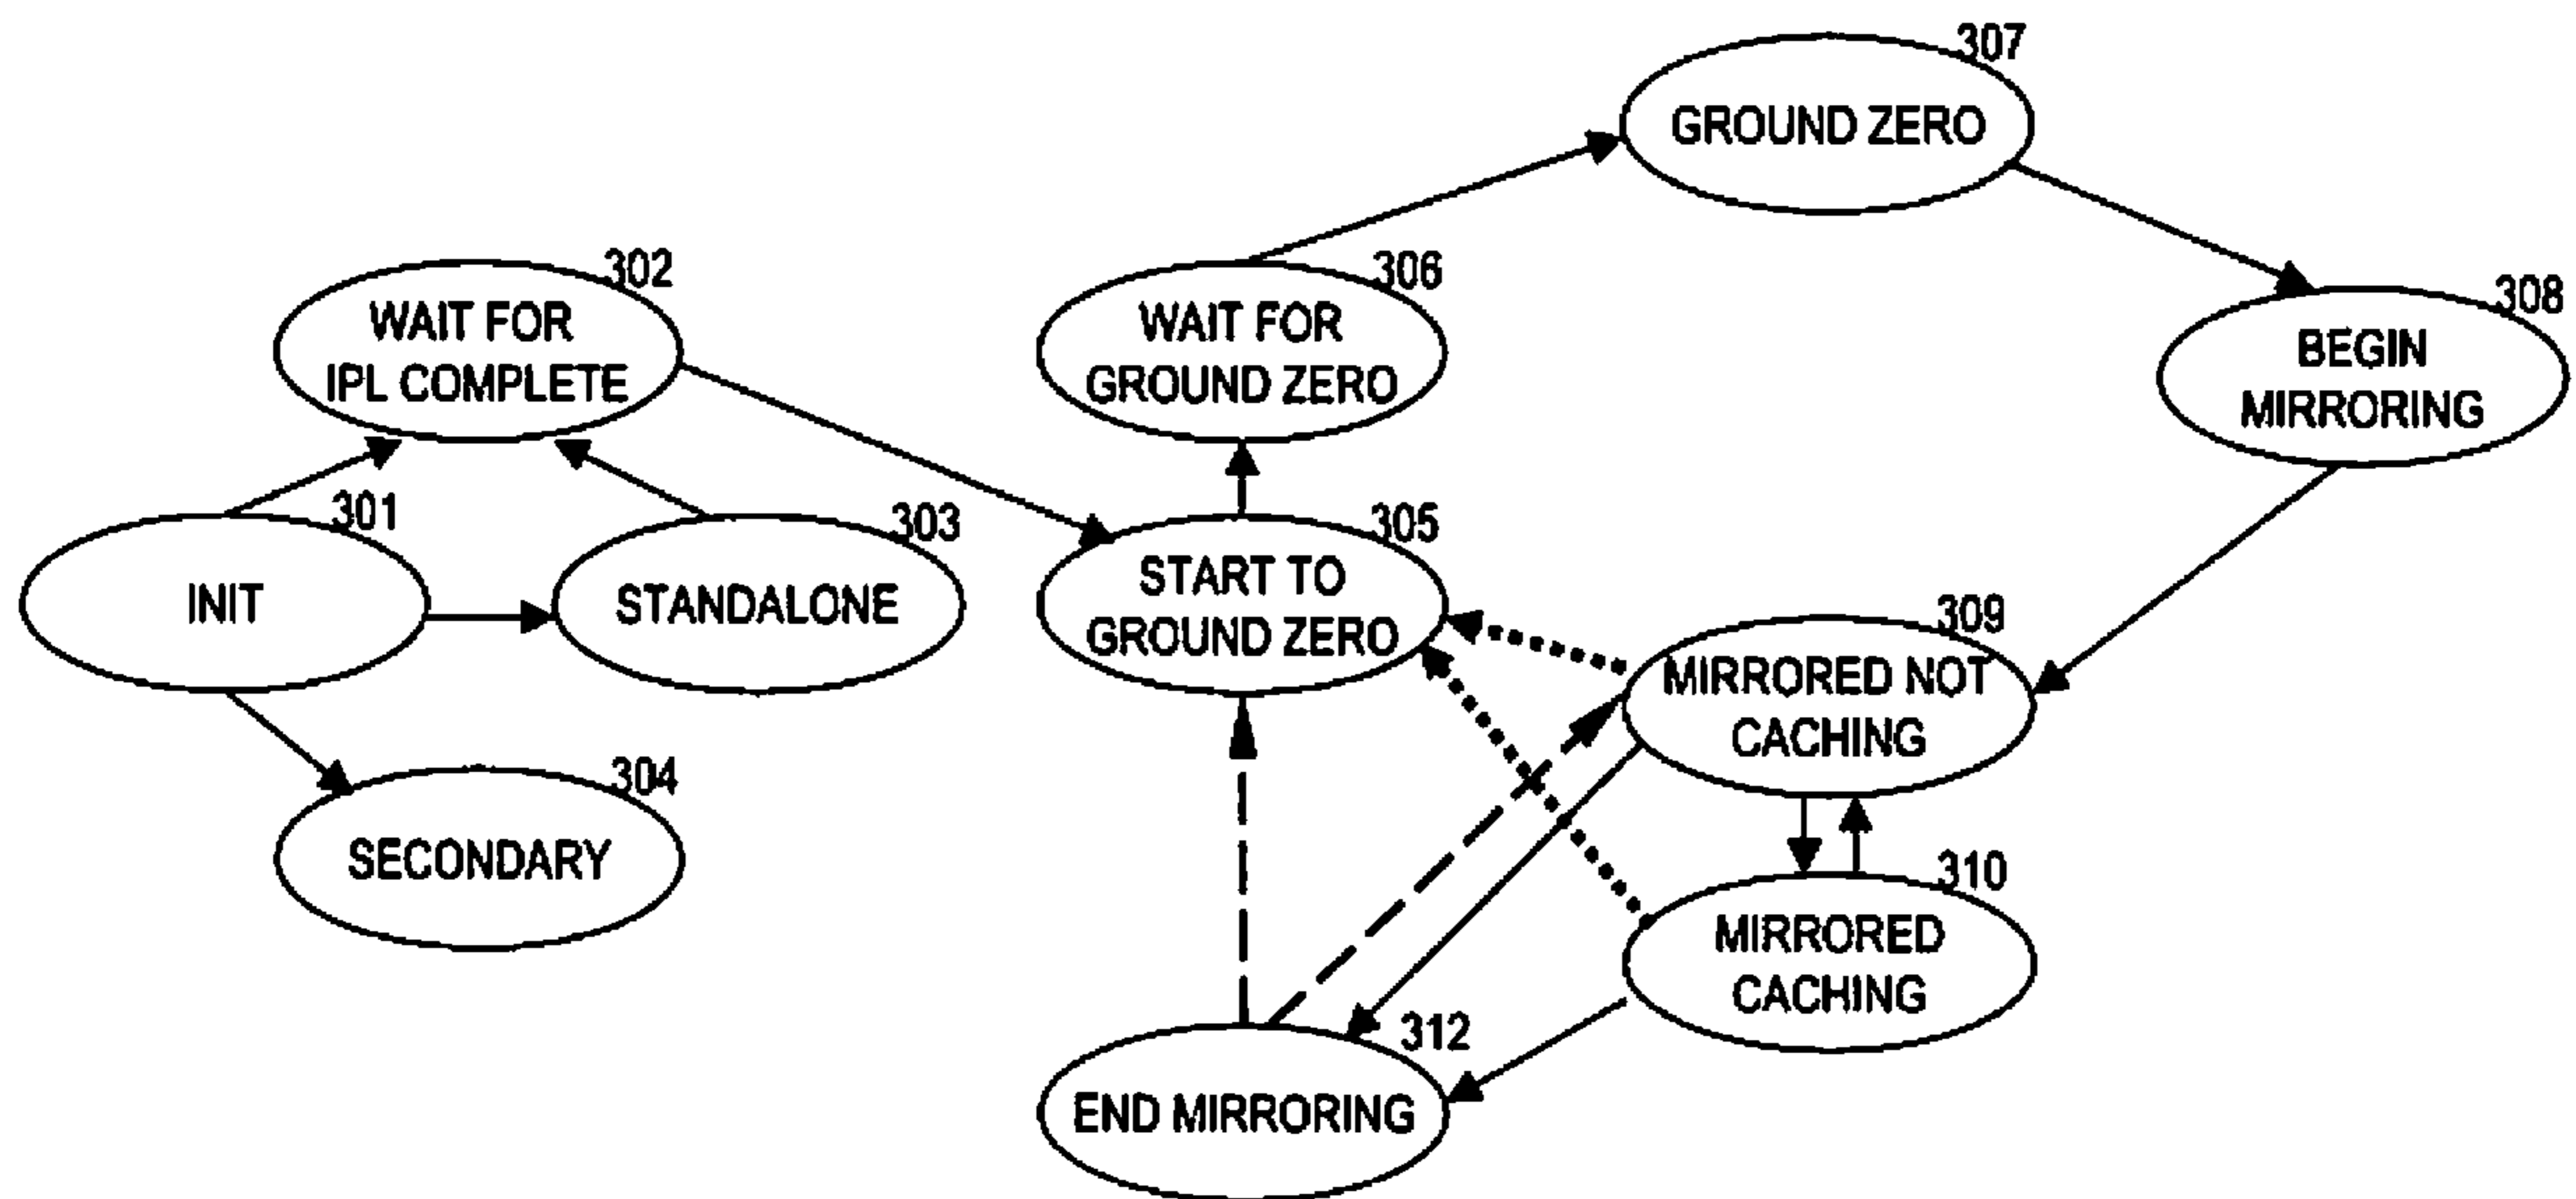 307
GROUND ZERO
302
WAIT FOR
IPL COMPLETE
306
WAIT FOR
GROUND ZERO
308
BEGIN
MIRRORING
301
INIT
303
STANDALONE
305
START TO
GROUND ZERO
309
MIRRORED NOT
CACHING
304
SECONDARY
310
MIRRORED
CACHING
312
END MIRRORING